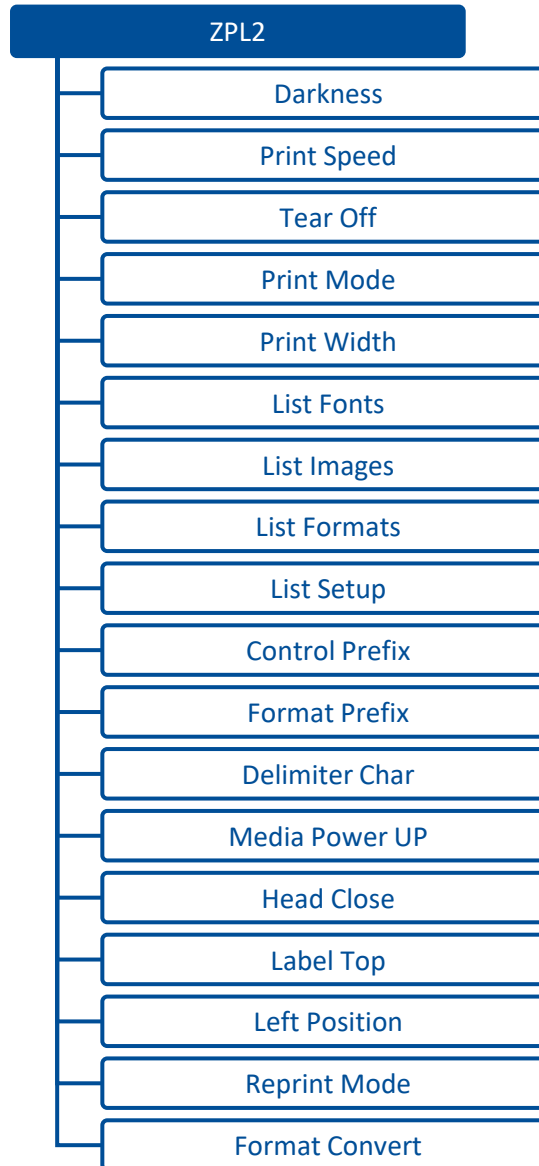 ZPL2
Darkness
Print Speed
Tear Off
Print Mode
Print Width
List Fonts
List Images
List Formats
List Setup
Control Prefix
Format Prefix
Delimiter Char
Media Power UP
Head Close
Label Top
Left Position
Reprint Mode
Format Convert